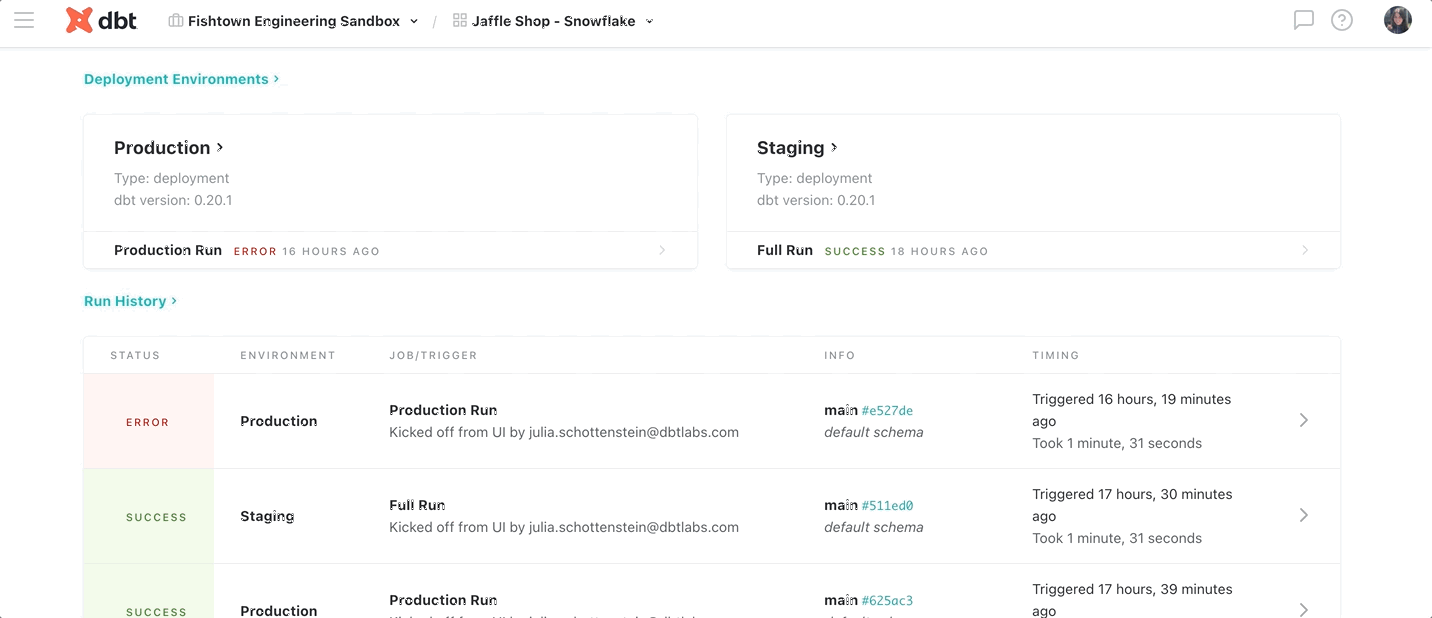 dbt Fishtown Engineering Sandbox / Jaffle Shop - Snowflake
Deployment Environments
Production
Type: deployment
dbt version: 0.20.1
Production Run ERROR 16 HOURS AGO
Staging
Type: deployment
dbt version: 0.20.1
Full Run SUCCESS 18 HOURS AGO
Run History
STATUS ENVIRONMENT JOB/TRIGGER INFO TIMING
ERROR
Production
Production Run
Kicked off from UI by julia.schottenstein@dbtlabs.com
main #e527de
default schema
Triggered 16 hours, 19 minutes
ago
Took 1 minute, 31 seconds
SUCCESS
Staging
Full Run
Kicked off from UI by julia.schottenstein@dbtlabs.com
main #511ed0
default schema
Triggered 17 hours, 30 minutes
ago
Took 1 minute, 31 seconds
SUCCESS
Production
Production Run
main #625ac3
Triggered 17 hours, 39 minutes
ago